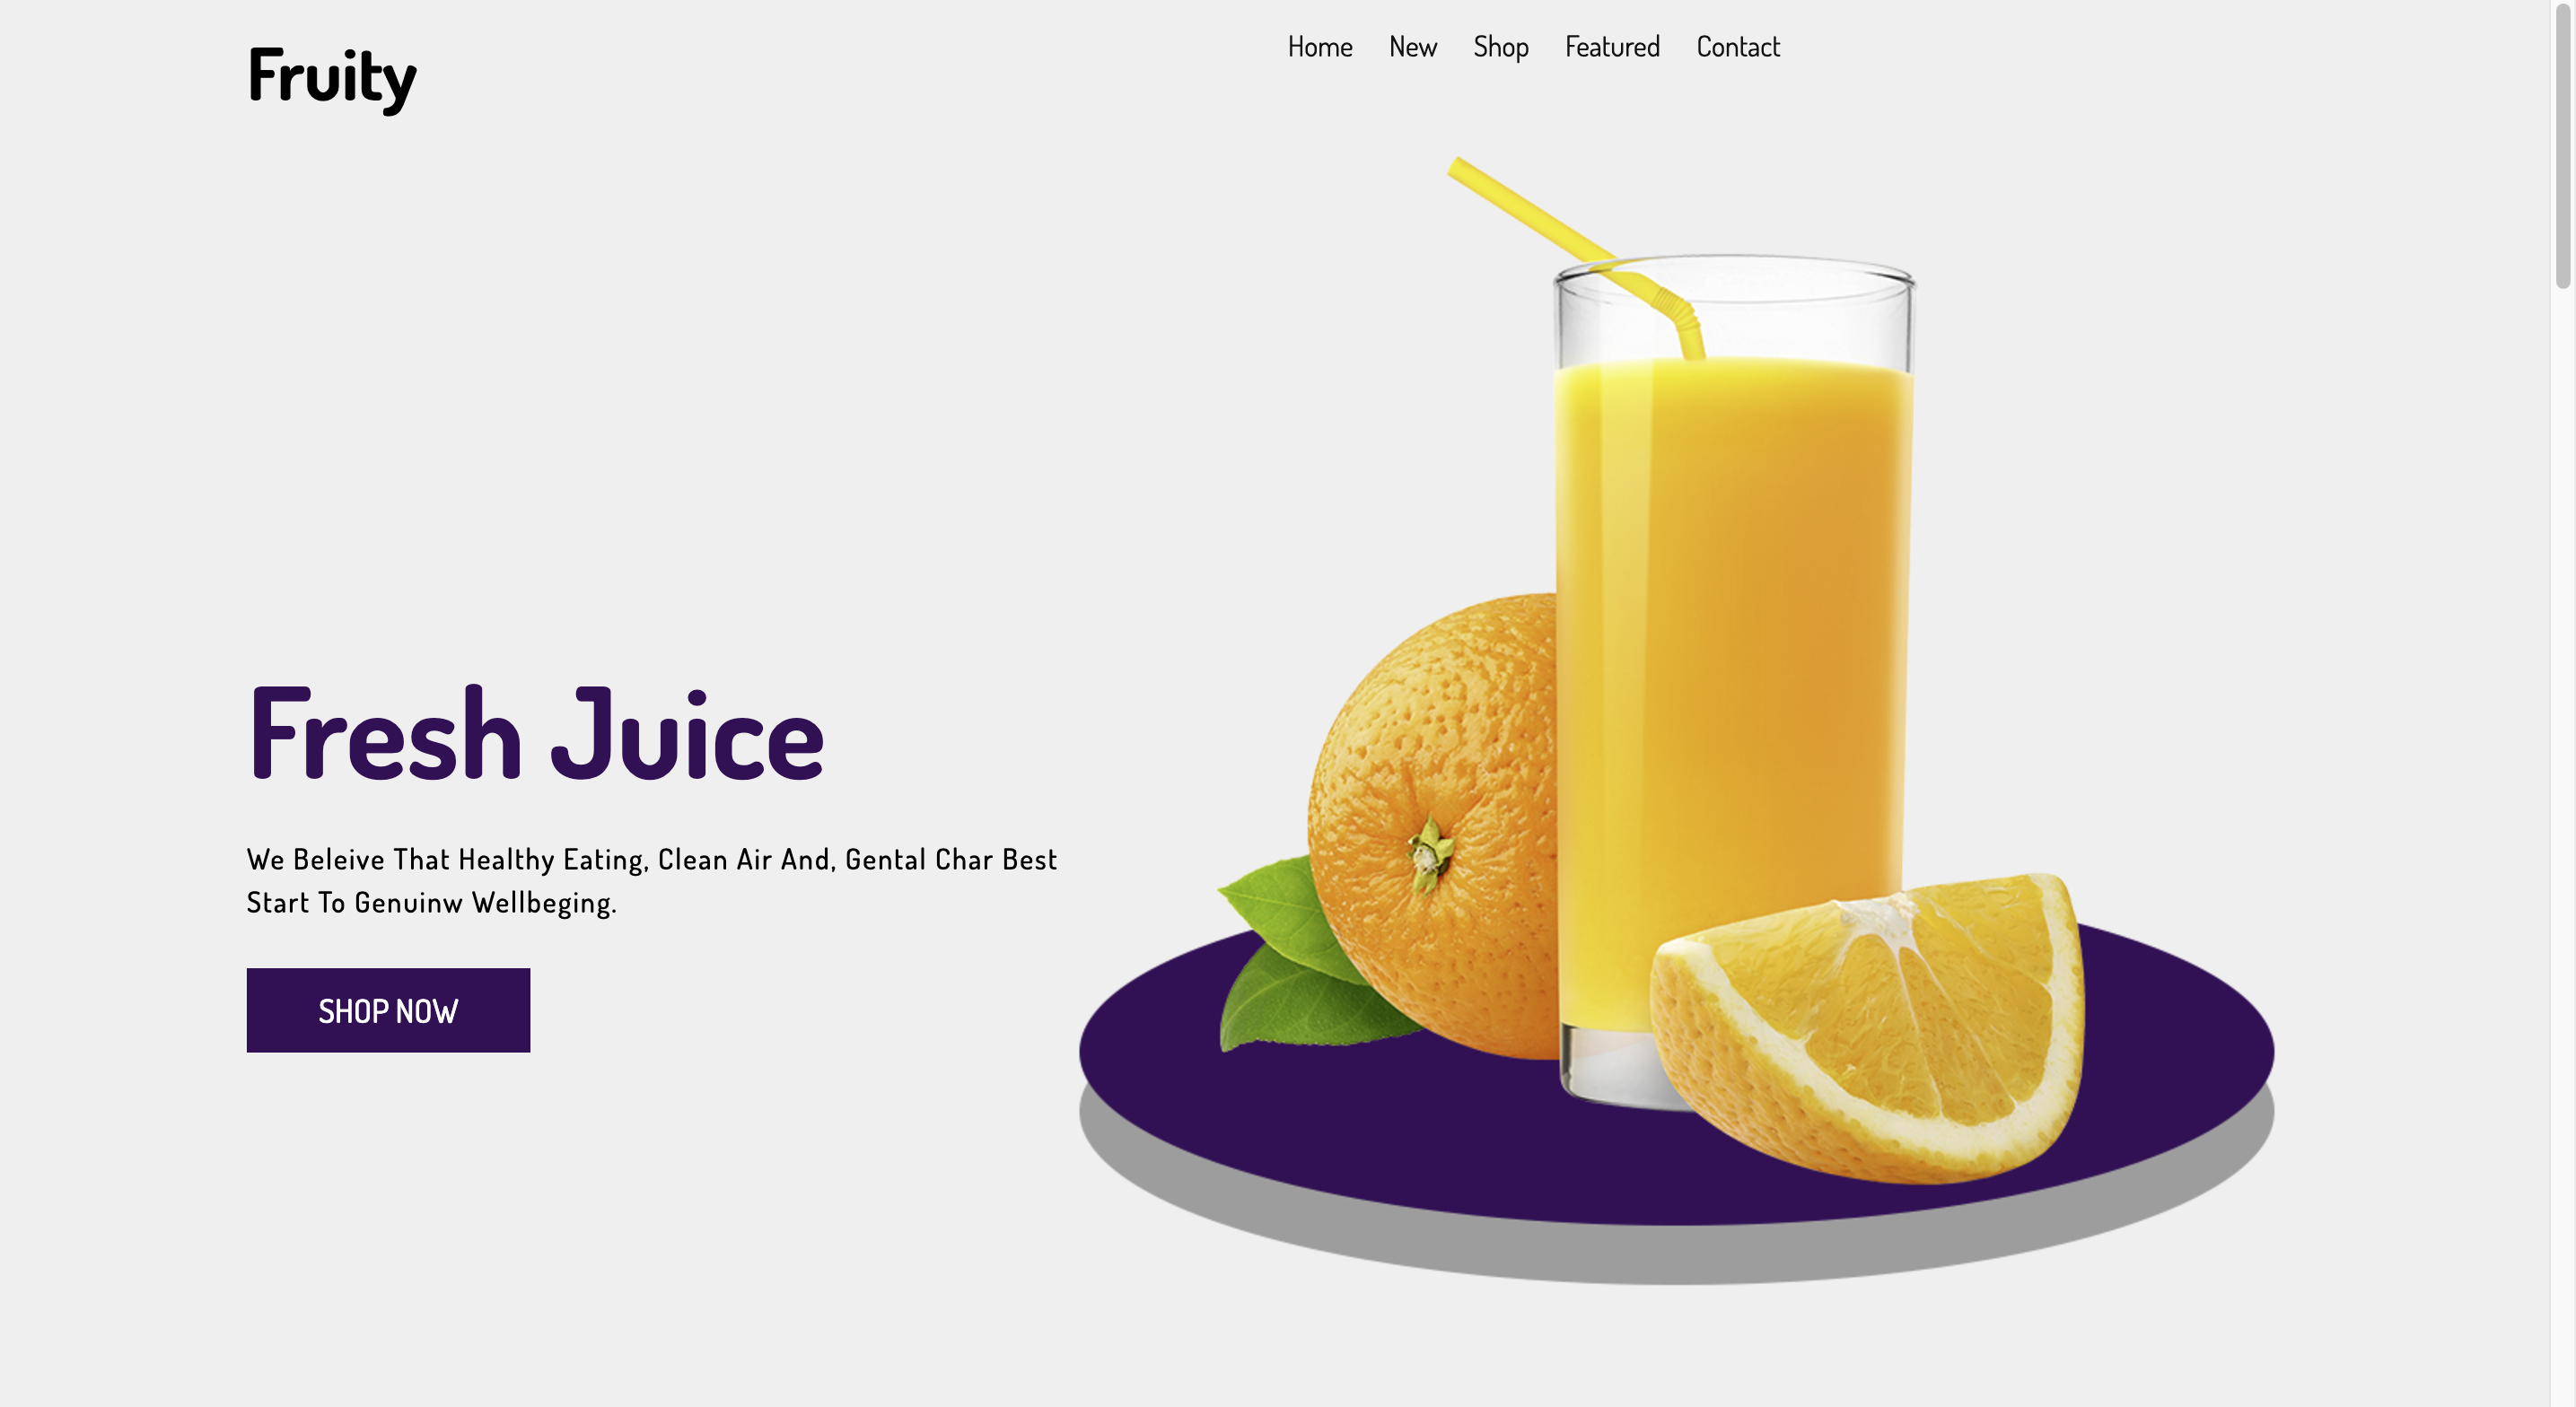 Fruity
Home New Shop Featured Contact
Fresh Juice
We Beleive That Healthy Eating, Clean Air And, Gental Char Best
Start To Genuinw Wellbeging.
SHOP NOW